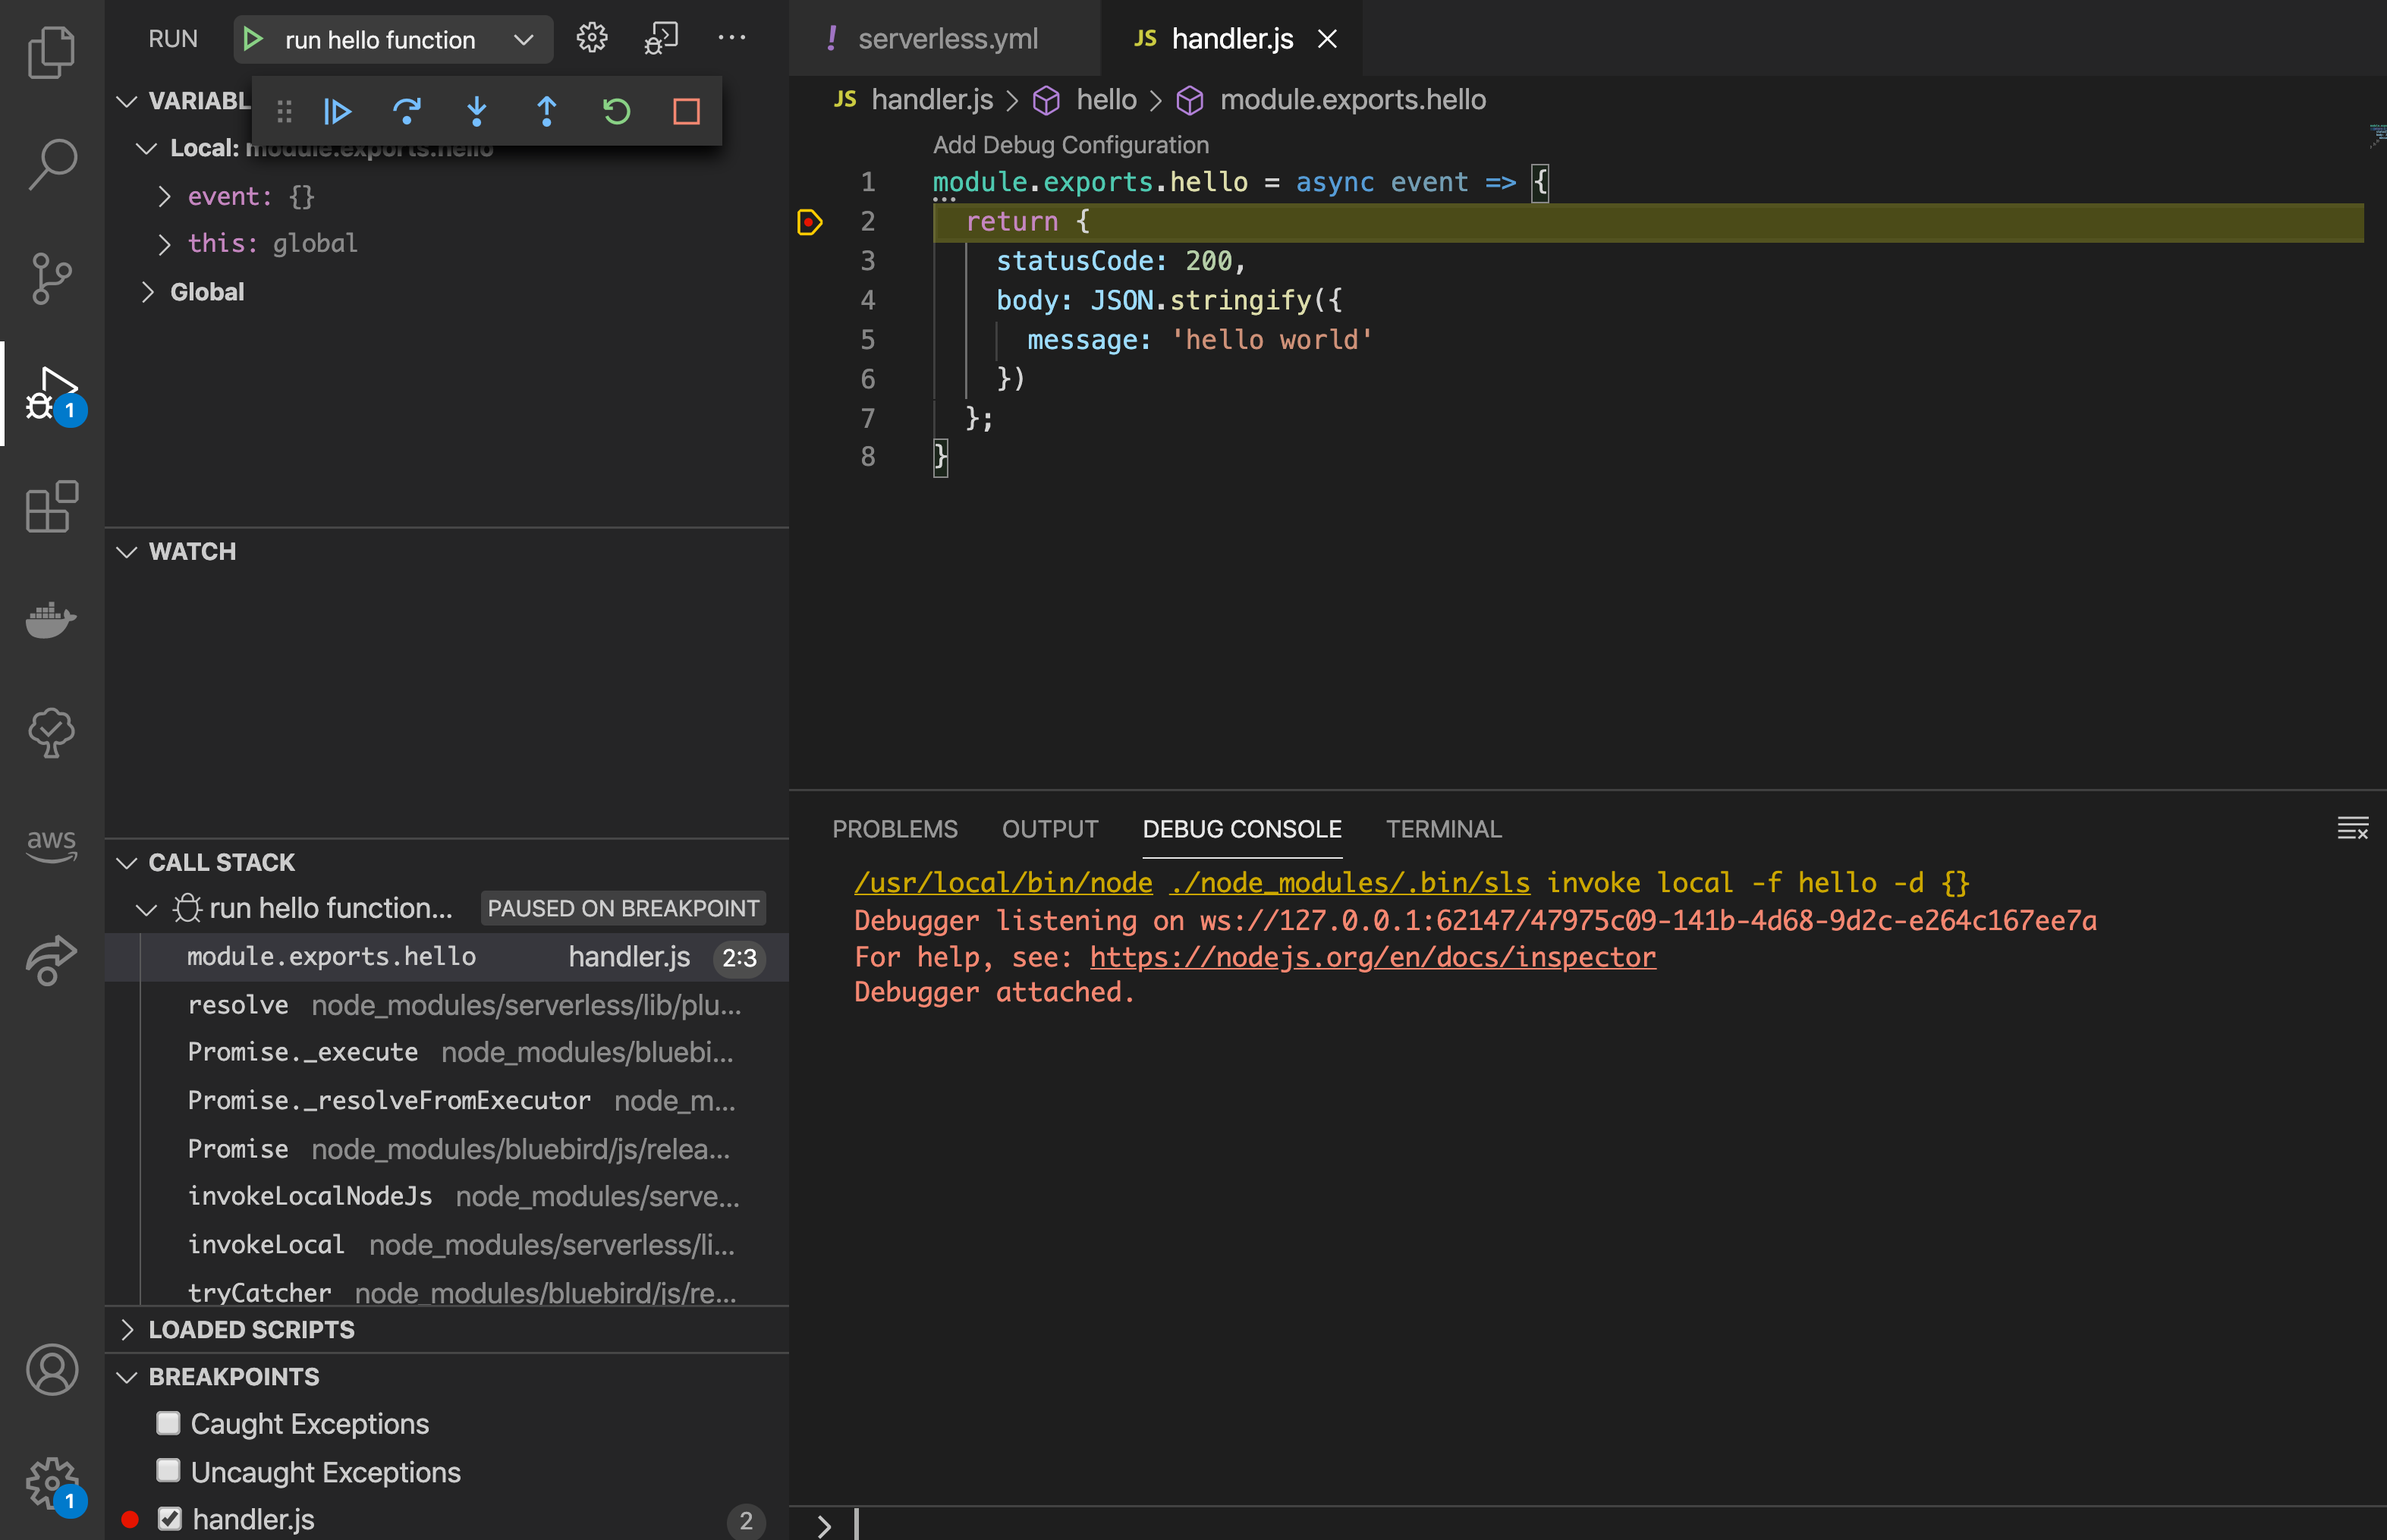 RUN run hello function ...
VARIABL
Local: module.exports.hello
event: {}
this: global
Global
WATCH
CALL STACK
run hello function... PAUSED ON BREAKPOINT
module.exports.hello handler.js 2:3
resolve node_modules/serverless/lib/plu...
Promise._execute node_modules/bluebi...
Promise._resolveFromExecutor node_m...
Promise node_modules/bluebird/js/relea...
invokeLocalNodeJs node_modules/serve...
invokeLocal node_modules/serverless/li...
tryCatcher node_modules/bluebird/js/re...
LOADED SCRIPTS
BREAKPOINTS
Caught Exceptions
Uncaught Exceptions
handler.js 2
1
aws
1
! serverless.yml JS handler.js
JS handler.js > hello > module.exports.hello
Add Debug Configuration
1 module.exports.hello = async event => {
2 return {
3 statusCode: 200,
4 body: JSON.stringify({
5 message: 'hello world'
6 })
7 };
8 }
PROBLEMS OUTPUT DEBUG CONSOLE TERMINAL
/usr/local/bin/node ./node_modules/.bin/sls invoke local -f hello -d {}
Debugger listening on ws://127.0.0.1:62147/47975c09-141b-4d68-9d2c-e264c167ee7a
For help, see: https://nodejs.org/en/docs/inspector
Debugger attached.
>